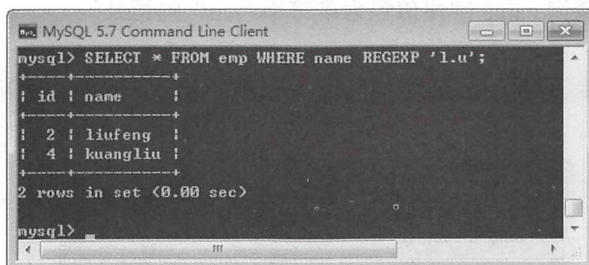 MySQL 5.7 Command Line Client
mysql> SELECT * FROM emp WHERE name REGEXP 'l.u';
+----+-----------+
| id | name      |
+----+-----------+
|  2 | liufeng   |
|  4 | kuangliu  |
+----+-----------+
2 rows in set (0.00 sec)
mysql> _